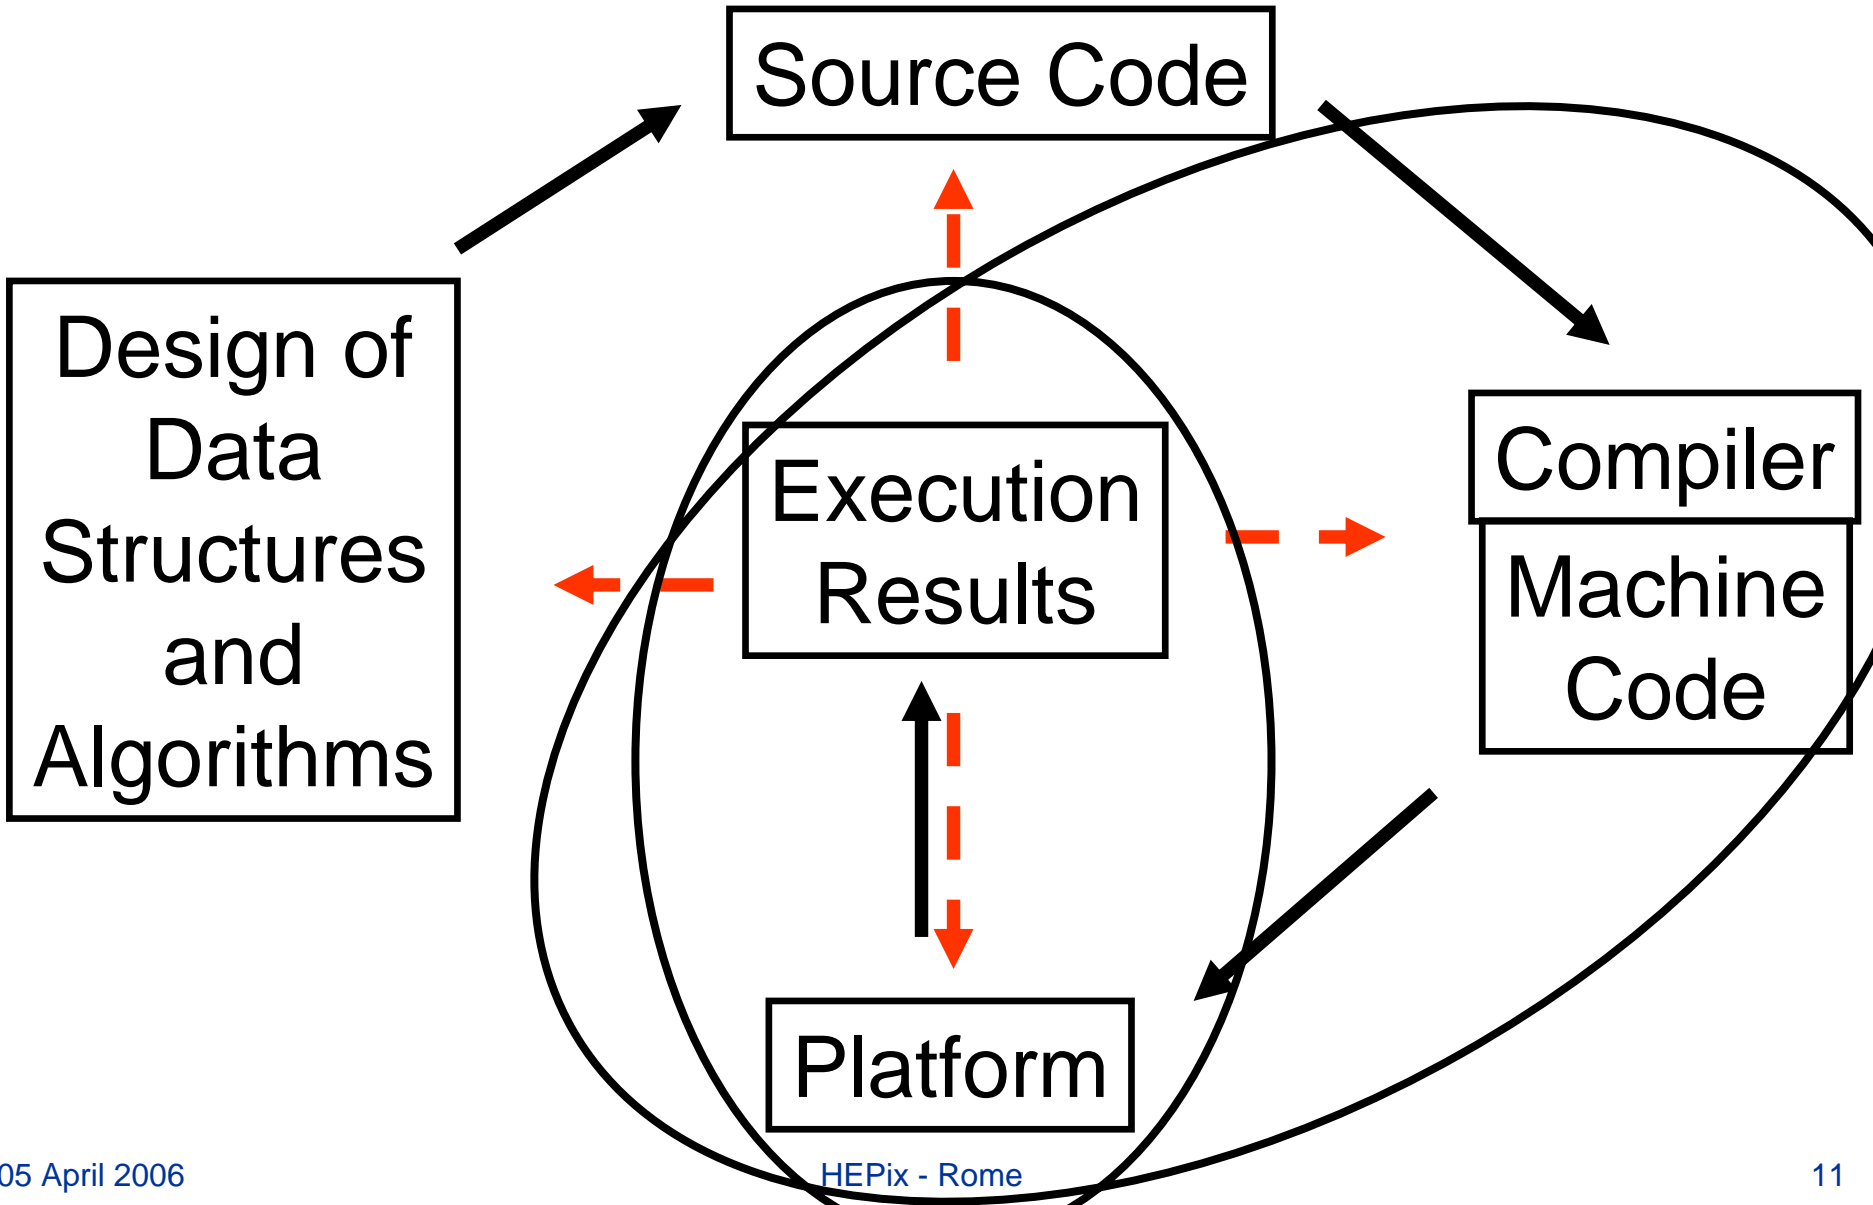 Source Code
Design of
Data
Structures
and
Algorithms
Execution
Results
Compiler
Machine
Code
Platform
05 April 2006
HEPix - Rome
11